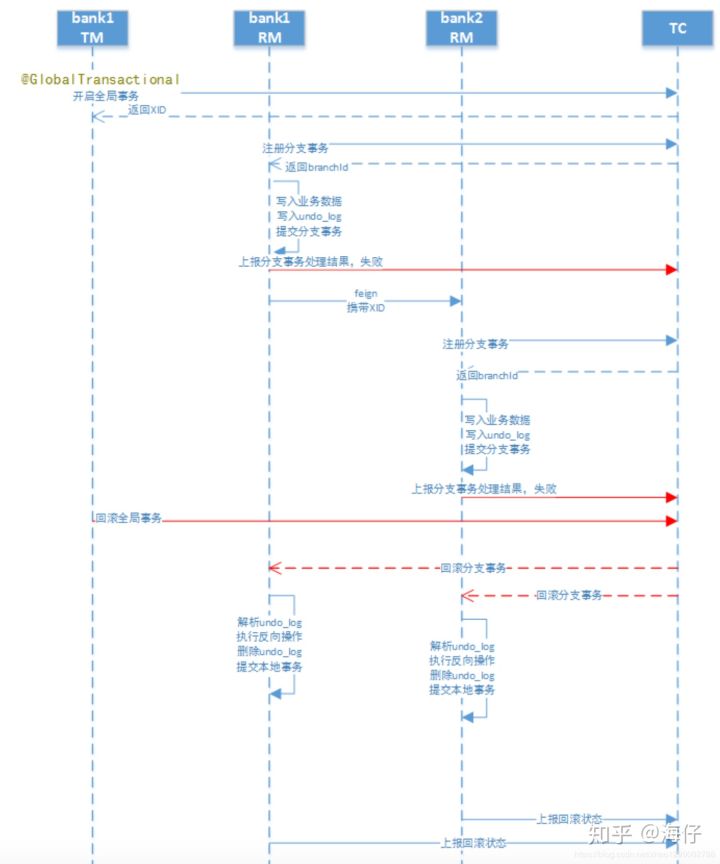 bank1
TM
bank1
RM
bank2
RM
TC
@GlobalTransactional
开启全局事务
返回XID
注册分支事务
返回branchId
写入业务数据
写入undo_log
提交分支事务
上报分支事务处理结果，失败
feign
携带XID
注册分支事务
返回branchId
写入业务数据
写入undo_log
提交分支事务
上报分支事务处理结果，失败
回滚全局事务
回滚分支事务
回滚分支事务
解析undo_log
执行反向操作
删除undo_log
提交本地事务
解析undo_log
执行反向操作
删除undo_log
提交本地事务
上报回滚状态
知乎 @海仔
上报回滚状态